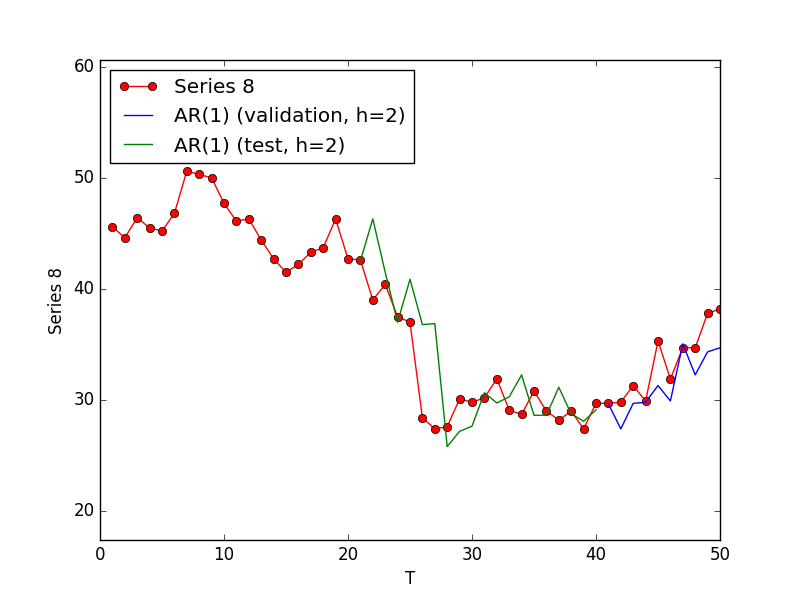 60
50
40
30
20
Series 8
Series 8
AR(1) (validation, h=2)
AR(1) (test, h=2)
0 10 20 30 40 50
T